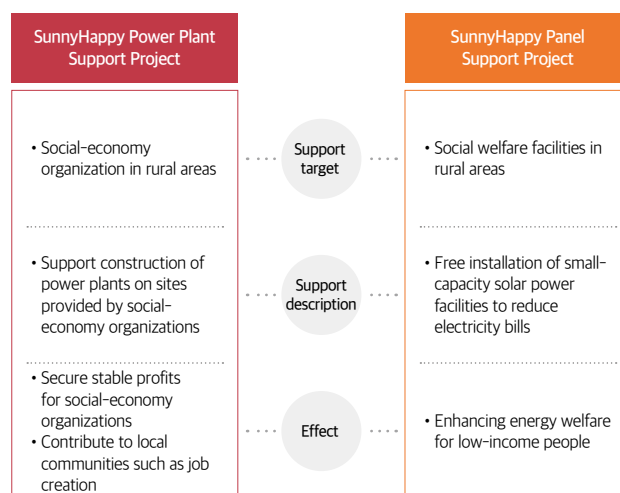 SunnyHappy Power Plant
Support Project
SunnyHappy Panel
Support Project
• Social-economy
organization in rural areas
Support
target
• Social welfare facilities in
rural areas
• Support construction of
power plants on sites
provided by social-
economy organizations
Support
description
• Free installation of small-
capacity solar power
facilities to reduce
electricity bills
• Secure stable profits
for social-economy
organizations
• Contribute to local
communities such as job
creation
Effect
• Enhancing energy welfare
for low-income people